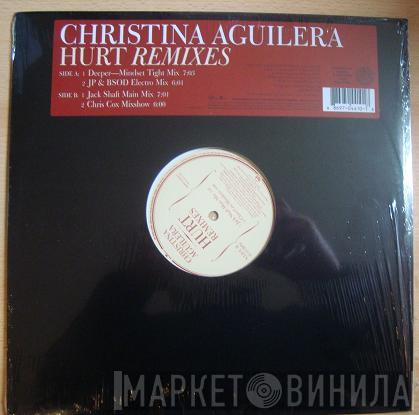 CHRISTINA AGUILERA
HURT REMIXES
SIDE A: 1 Deeper—Mindset Tight Mix 7:03
2 JP & BSOD Electro Mix 6:01
SIDE B: 1 Jack Shaft Main Mix 7:01
2 Chris Cox Mixshow 6:00
CHRISTINA
AGUILERA
HURT
REMIXES
МАРКЕТ ВИНИЛА